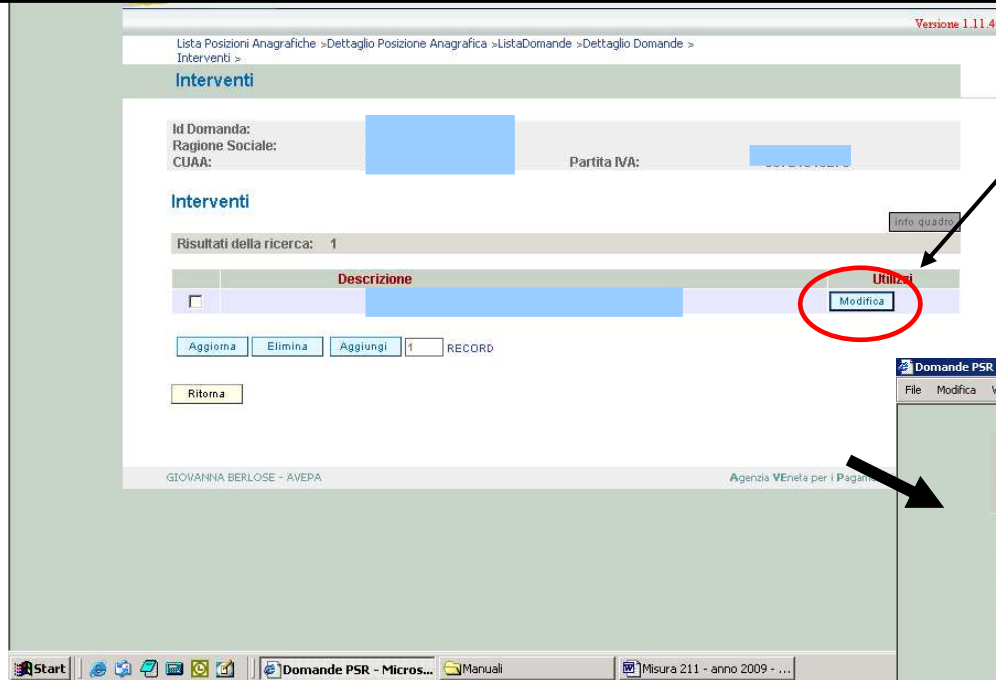 Versione 1.11.4
Lista Posizioni Anagrafiche >Dettaglio Posizione Anagrafica >ListaDomande >Dettaglio Domande >
Interventi >
Interventi
Id Domanda:
Ragione Sociale:
CUAA:
Partita IVA:
Interventi
info quadro
Risultati della ricerca: 1
Descrizione
Utilizzi
Modifica
Aggiorna
Elimina
Aggiungi
1
RECORD
Ritorna
Domande PSR
File Modifica V
GIOVANNA BERLOSE - AVEPA
Agenzia VEneta per i Pagame
Start
Domande PSR - Micros...
Manuali
Misura 211 - anno 2009 - ...